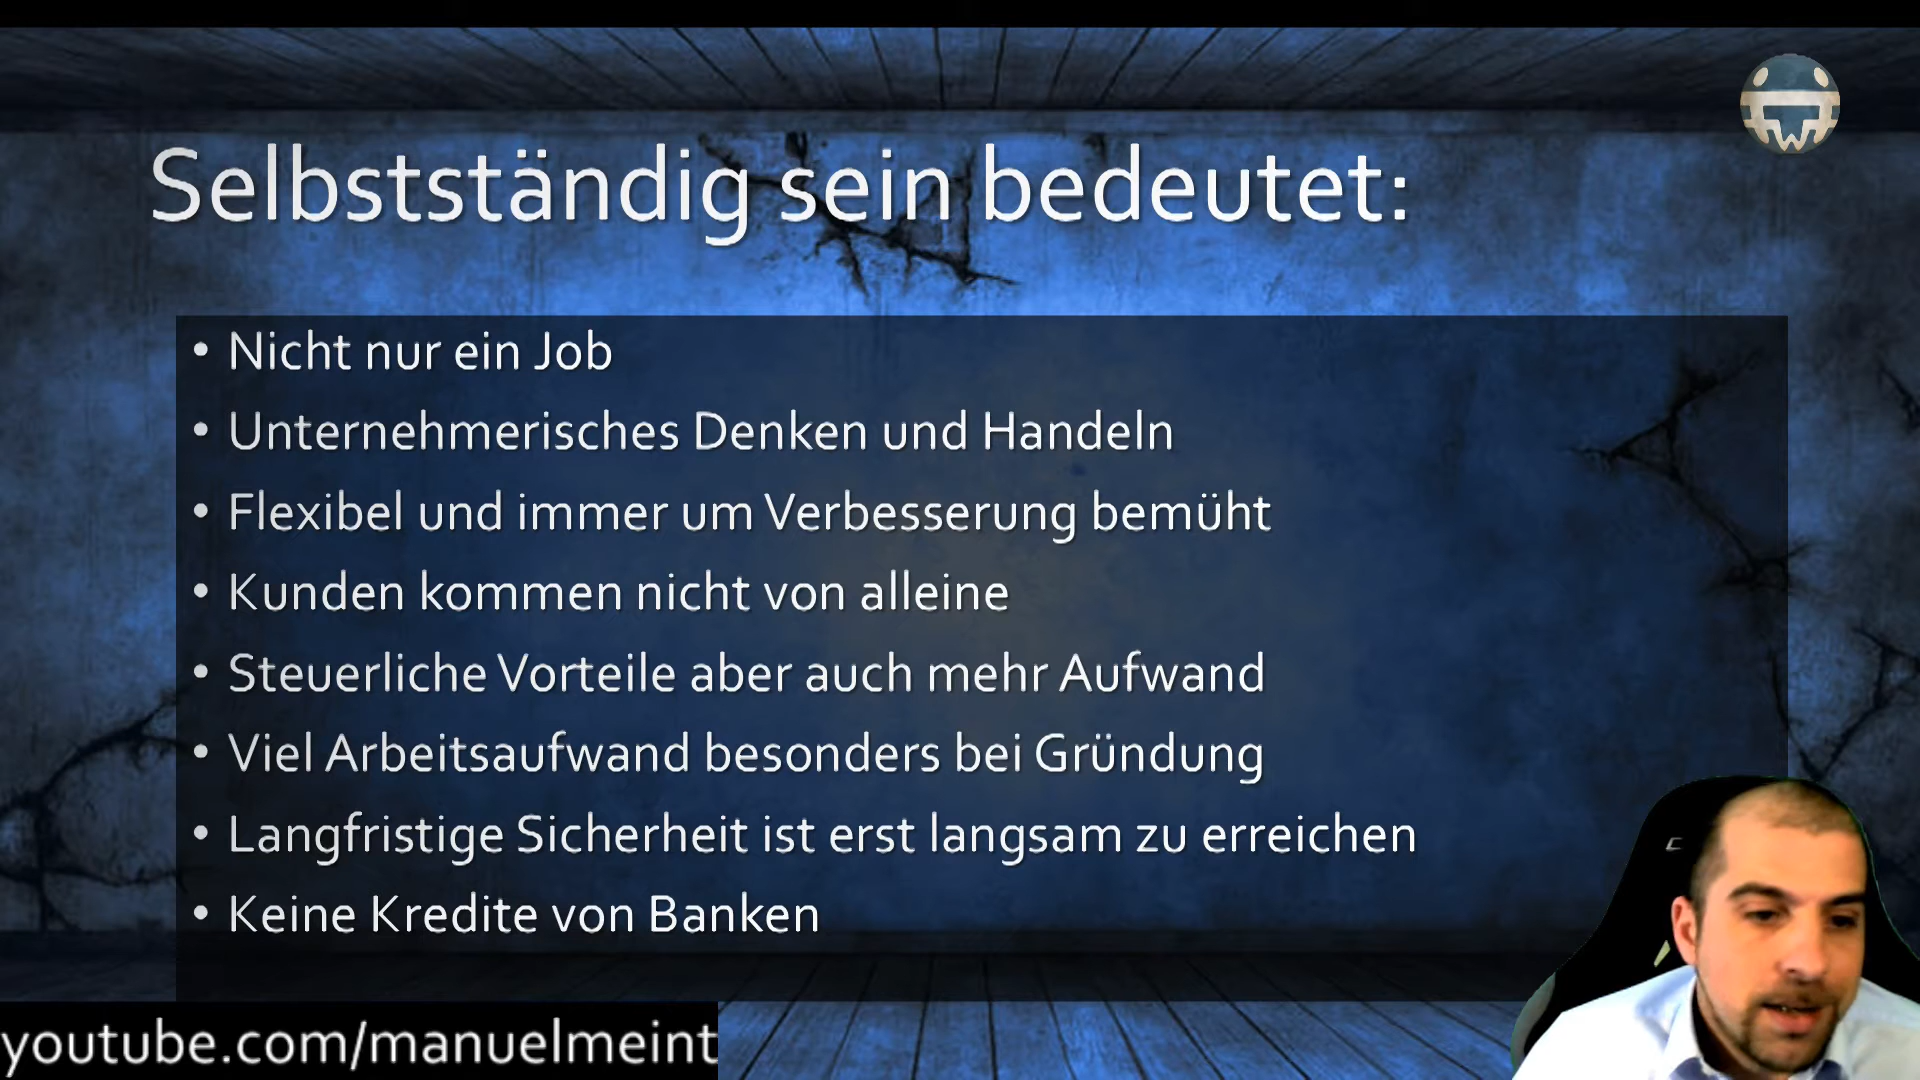 Selbstständig sein bedeutet:
• Nicht nur ein Job
• Unternehmerisches Denken und Handeln
• Flexibel und immer um Verbesserung bemüht
• Kunden kommen nicht von alleine
• Steuerliche Vorteile aber auch mehr Aufwand
• Viel Arbeitsaufwand besonders bei Gründung
• Langfristige Sicherheit ist erst langsam zu erreichen
• Keine Kredite von Banken
youtube.com/manuelmeint